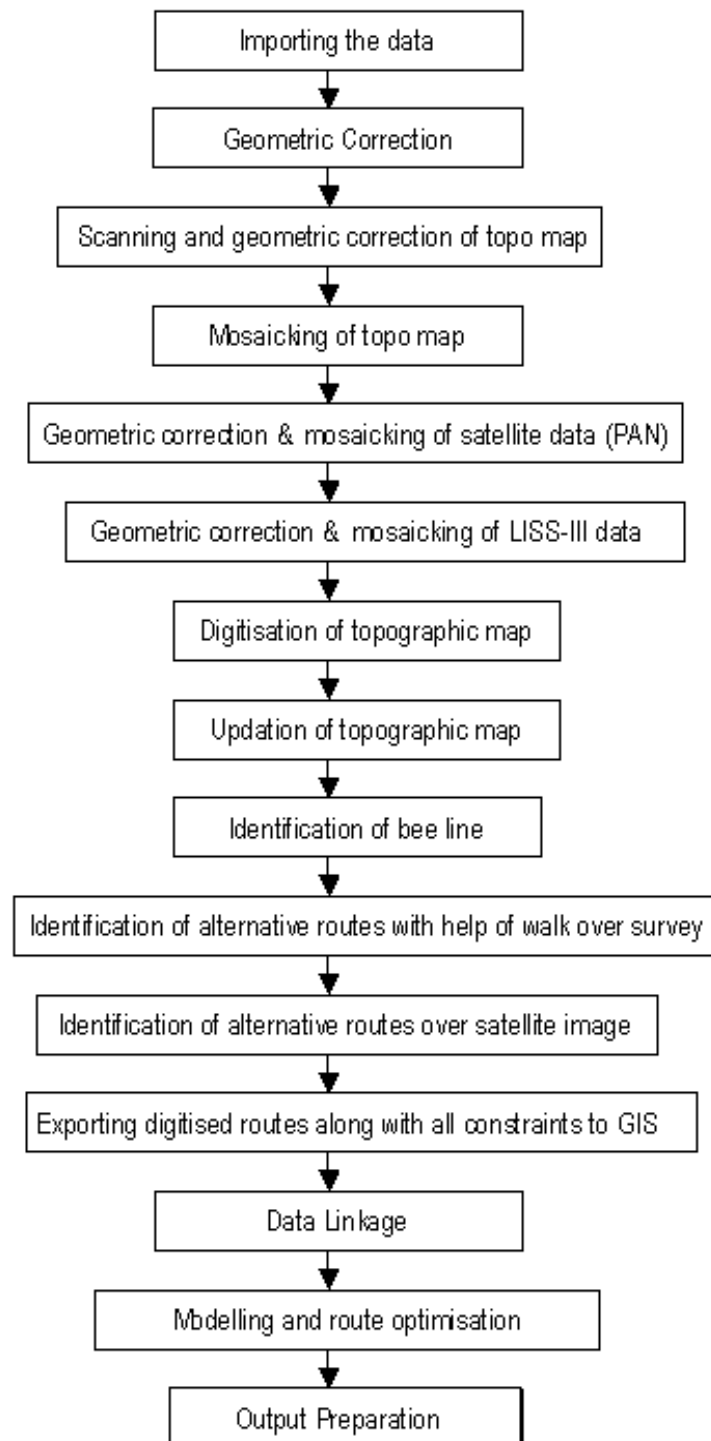 Importing the data
Geometric Correction
Scanning and geometric correction of topo map
Mosaicking of topo map
Geometric correction & mosaicking of satellite data (PAN)
Geometric correction & mosaicking of LISS-III data
Digitisation of topographic map
Updation of topographic map
Identification of bee line
Identification of alternative routes with help of walk over survey
Identification of alternative routes over satellite image
Exporting digitised routes along with all constraints to GIS
Data Linkage
Modelling and route optimisation
Output Preparation